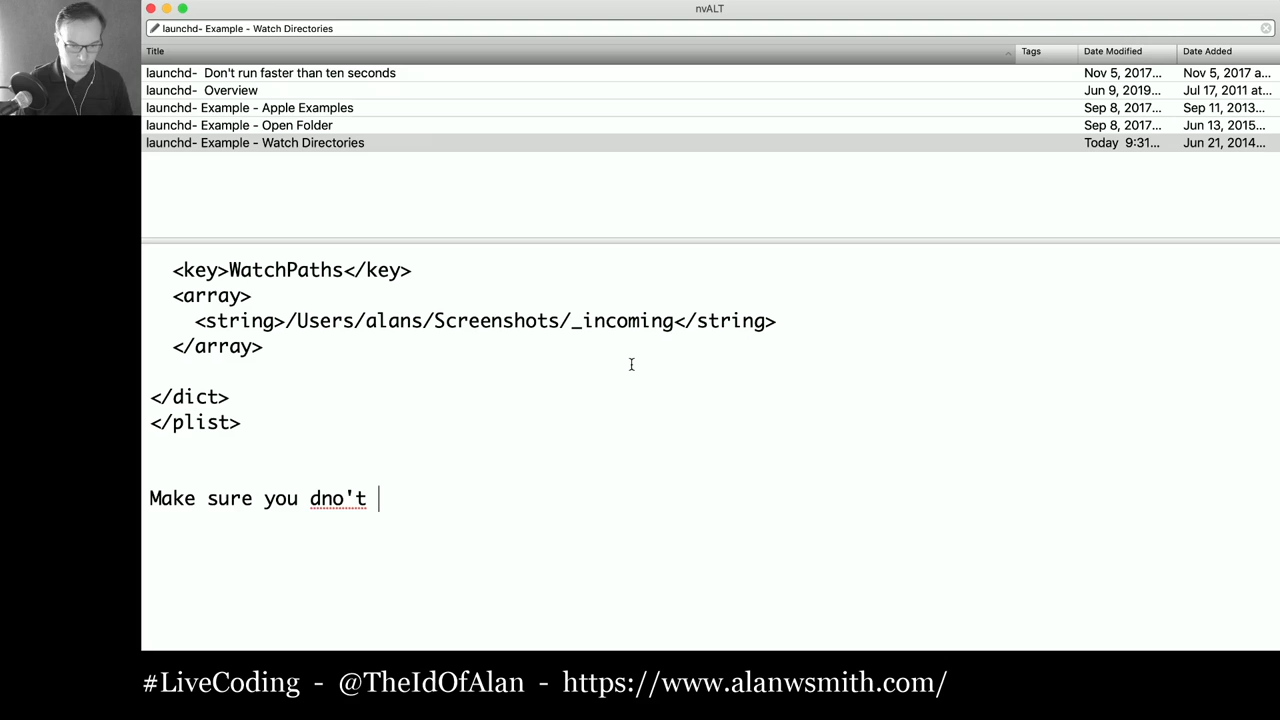 nvALT
launchd- Example - Watch Directories
Title Tags Date Modified Date Added
launchd-  Don't run faster than ten seconds Nov 5, 2017... Nov 5, 2017 a...
launchd-  Overview Jun 9, 2019... Jul 17, 2011 at...
launchd- Example - Apple Examples Sep 8, 2017... Sep 11, 2013...
launchd- Example - Open Folder Sep 8, 2017... Jun 13, 2015...
launchd- Example - Watch Directories Today  9:31... Jun 21, 2014...
<key>WatchPaths</key>
<array>
<string>/Users/alans/Screenshots/_incoming</string>
</array>
</dict>
</plist>
Make sure you dno't
#LiveCoding - @TheIdOfAlan - https://www.alanwsmith.com/